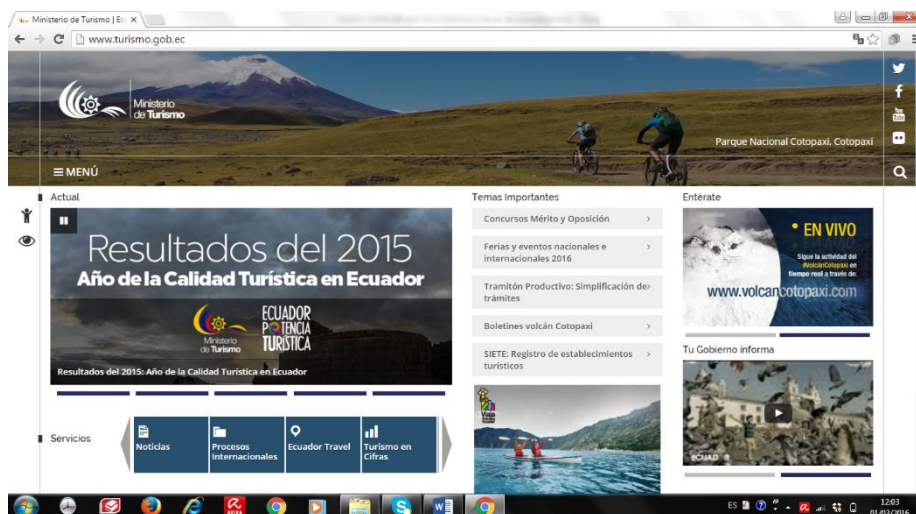 Ministerio de Turismo | Ec
www.turismo.gob.ec
Ministerio
de Turismo
Parque Nacional Cotopaxi, Cotopaxi
MENÚ
Actual
Resultados del 2015
Año de la Calidad Turística en Ecuador
Ministerio
de Turismo
ECUADOR
POTENCIA
TURÍSTICA
Resultados del 2015: Año de la Calidad Turística en Ecuador
Servicios
Noticias
Procesos
Internacionales
Ecuador Travel
Turismo en
Cifras
Temas Importantes
Concursos Mérito y Oposición
Ferias y eventos nacionales e
internacionales 2016
Tramitón Productivo: Simplificación de
trámites
Boletines volcán Cotopaxi
SIETE: Registro de establecimientos
turísticos
Entérate
EN VIVO
Sigue la actividad del
#VolcánCotopaxi en
tiempo real a través de:
www.volcancotopaxi.com
Tu Gobierno informa
ECUAD
ES
12:03
01/03/2016